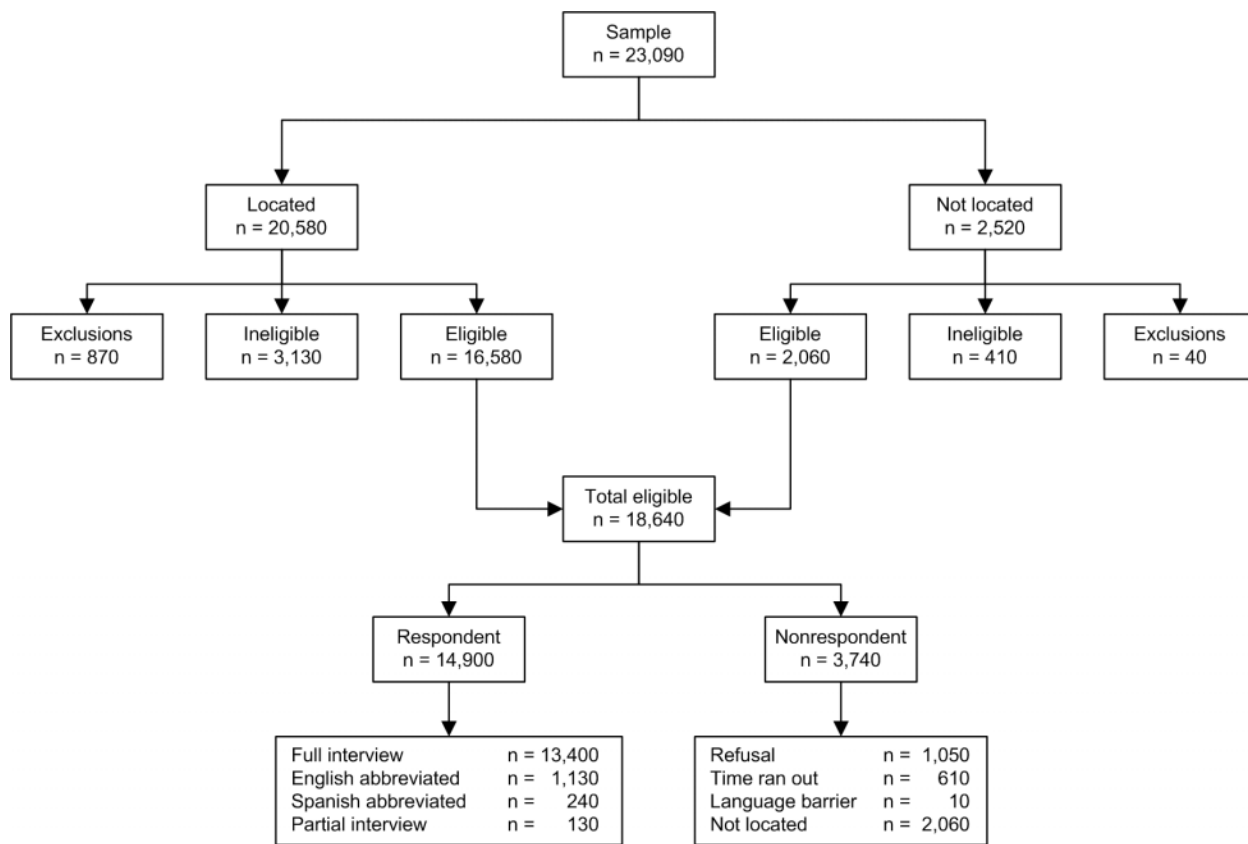 Sample
n = 23,090
Located
n = 20,580
Not located
n = 2,520
Exclusions
n = 870
Ineligible
n = 3,130
Eligible
n = 16,580
Eligible
n = 2,060
Ineligible
n = 410
Exclusions
n = 40
Total eligible
n = 18,640
Respondent
n = 14,900
Nonrespondent
n = 3,740
Full interview n = 13,400
English abbreviated n = 1,130
Spanish abbreviated n = 240
Partial interview n = 130
Refusal n = 1,050
Time ran out n = 610
Language barrier n = 10
Not located n = 2,060